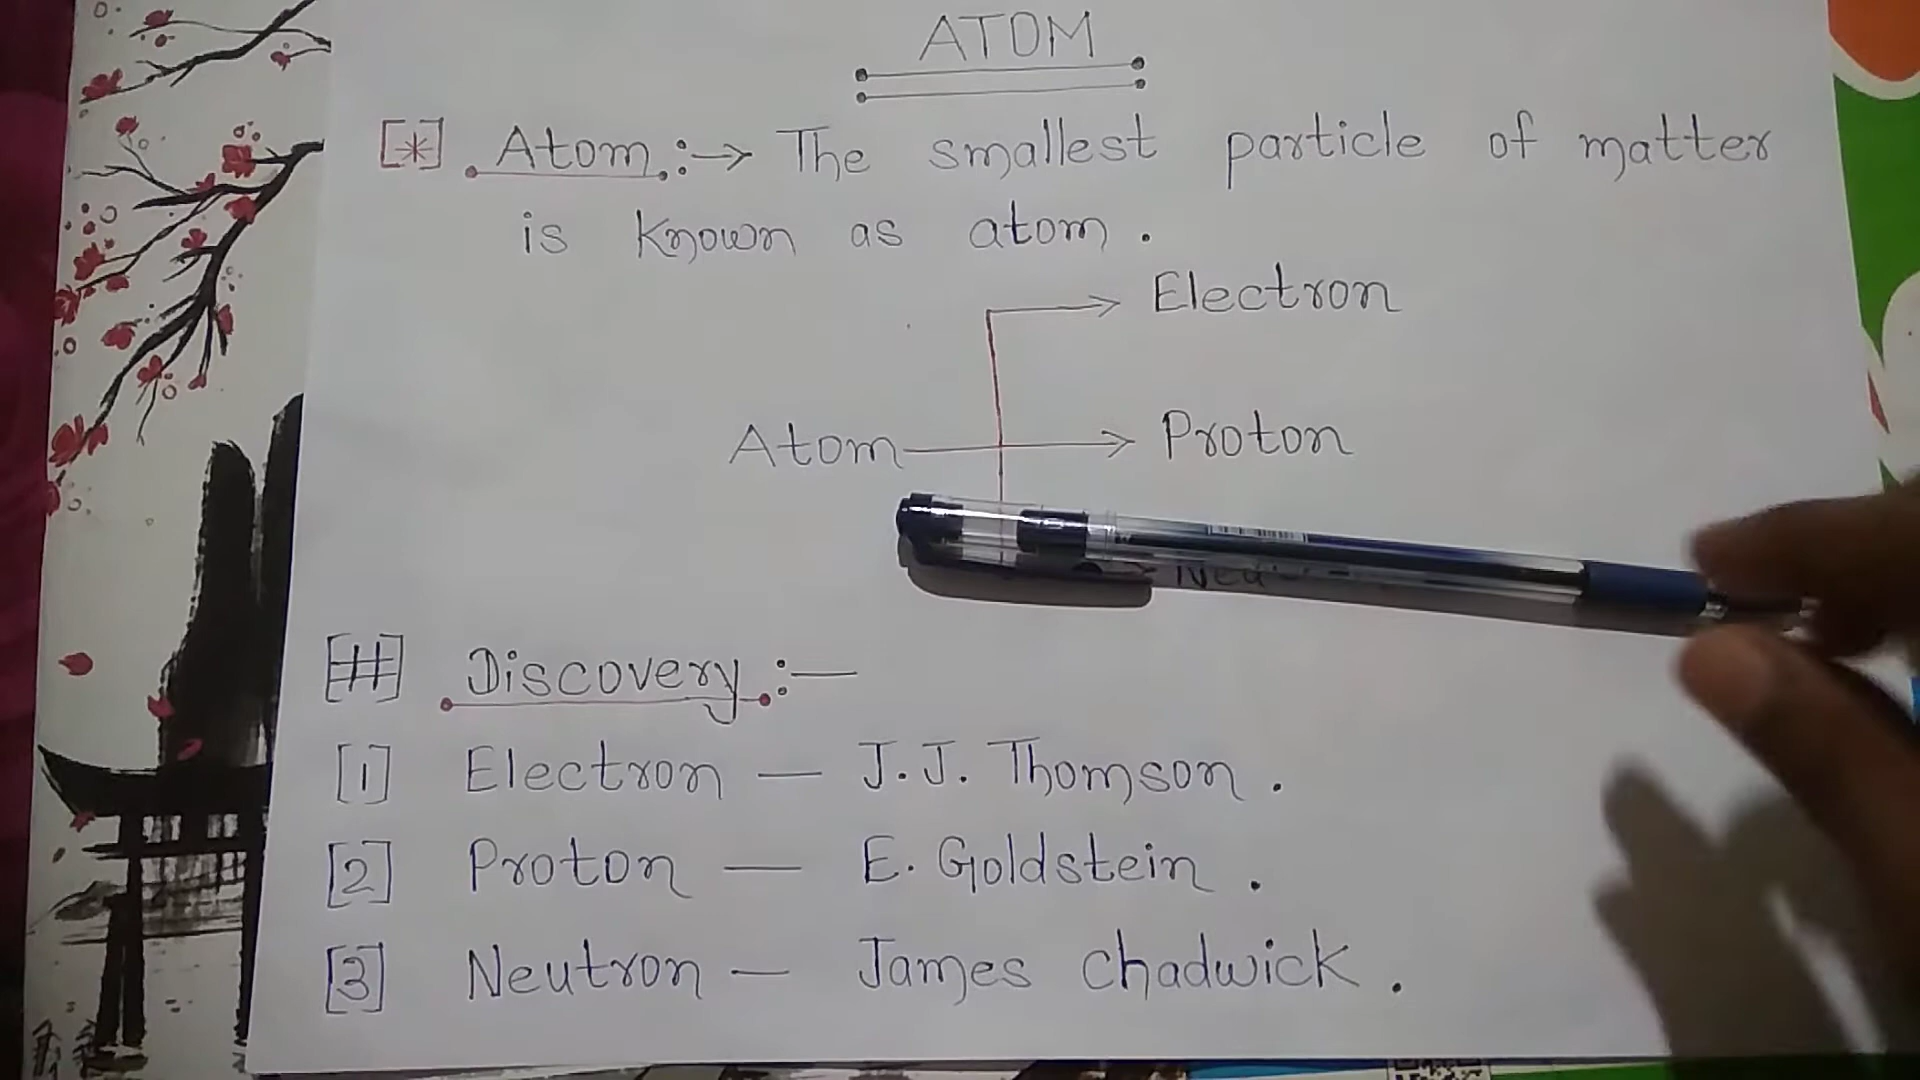 ATOM
[*] Atom :→ The smallest particle of matter
is known as atom .
Electron
Atom → Proton
[#] Discovery :—
[1] Electron — J.J. Thomson .
[2] Proton — E. Goldstein .
[3] Neutron — James Chadwick .